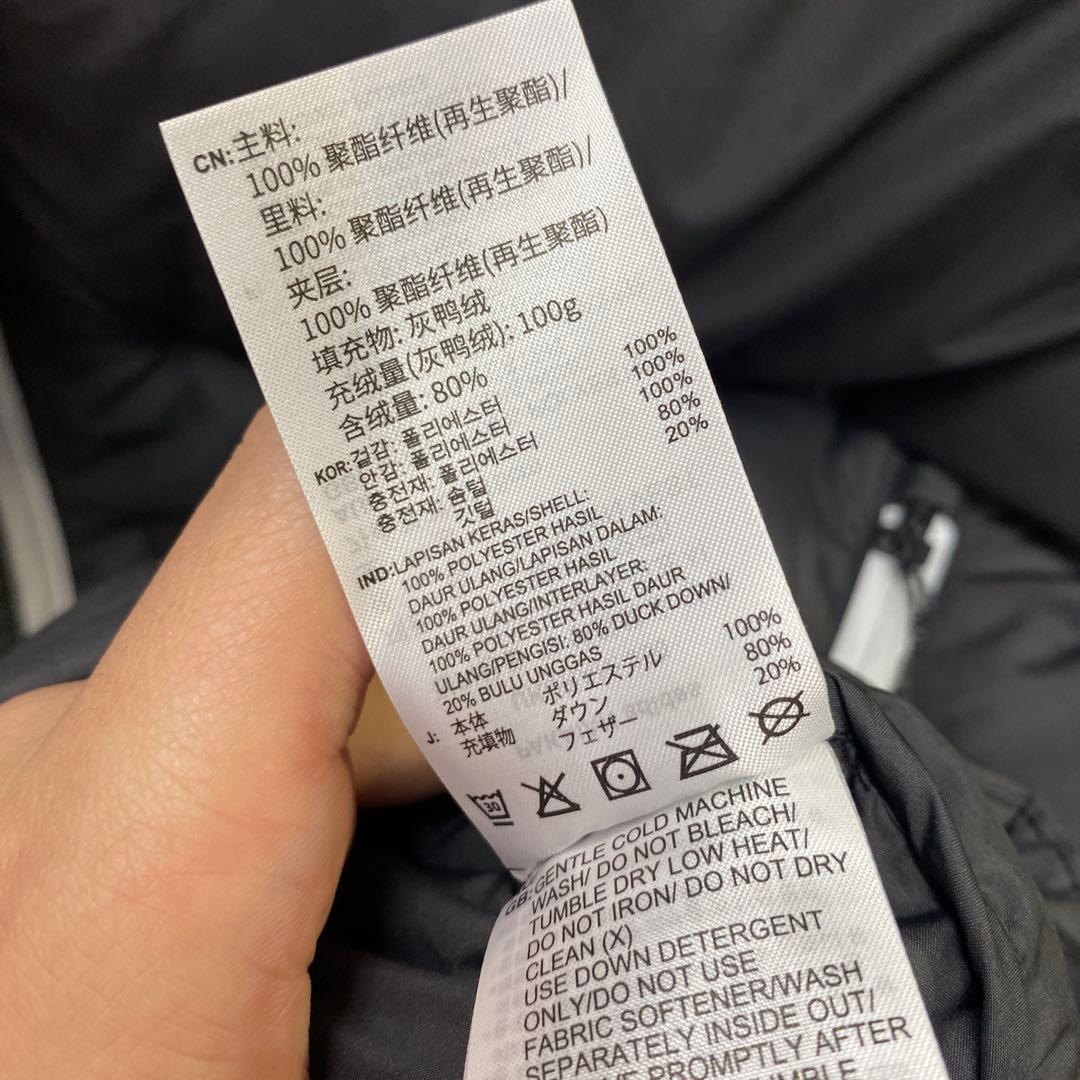 CN:主料:
100% 聚酯纤维(再生聚酯)/
里料:
100% 聚酯纤维(再生聚酯)/
夹层:
100% 聚酯纤维(再生聚酯)
填充物: 灰鸭绒
充绒量(灰鸭绒): 100g
含绒量: 80%
KOR:겉감: 폴리에스터 100%
안감: 폴리에스터 100%
충전재: 폴리에스터 100%
충전재: 솜털 80%
깃털 20%
IND:LAPISAN KERAS/SHELL:
100% POLYESTER HASIL
DAUR ULANG/LAPISAN DALAM:
100% POLYESTER HASIL
DAUR ULANG/INTERLAYER:
100% POLYESTER HASIL DAUR
ULANG/PENGISI: 80% DUCK DOWN/
20% BULU UNGGAS
J: 本体 ポリエステル 100%
充填物 ダウン 80%
フェザー 20%
30
GB:GENTLE COLD MACHINE
WASH/ DO NOT BLEACH/
TUMBLE DRY LOW HEAT/
DO NOT IRON/ DO NOT DRY
CLEAN (X)
USE DOWN DETERGENT
ONLY/DO NOT USE
FABRIC SOFTENER/WASH
SEPARATELY INSIDE OUT/
PROMPTLY AFTER